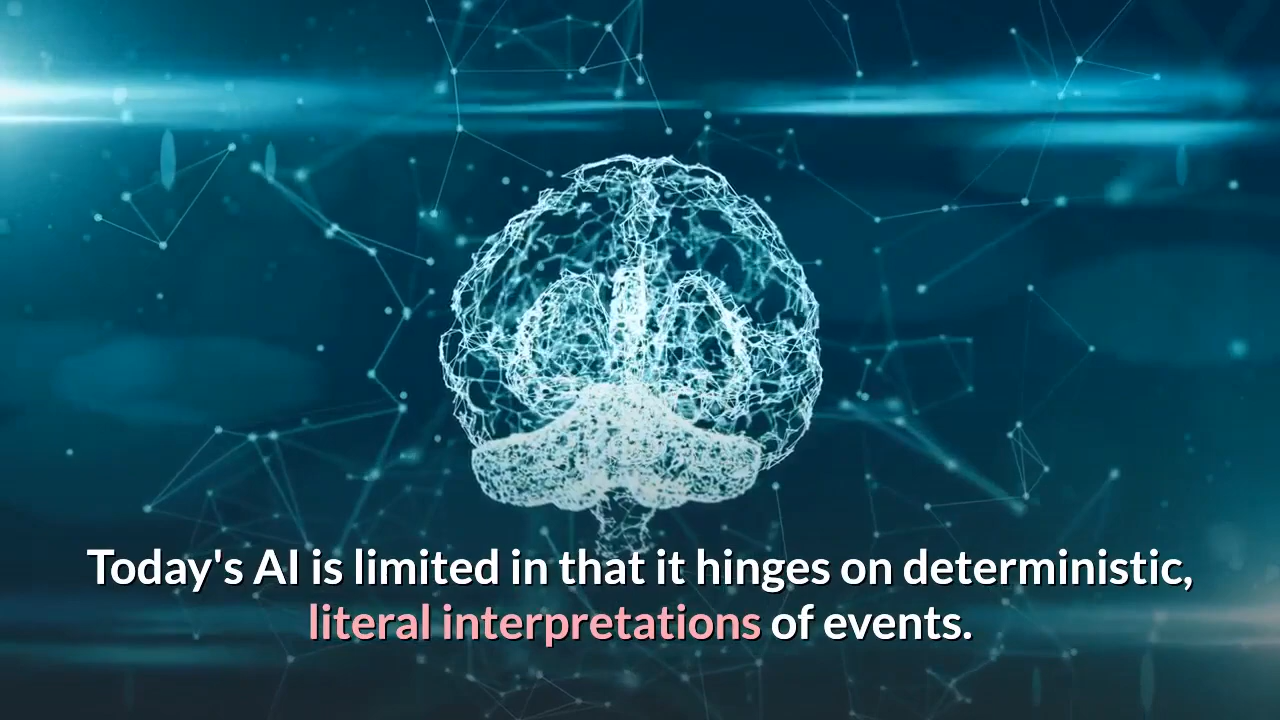 Today's AI is limited in that it hinges on deterministic,
literal interpretations of events.